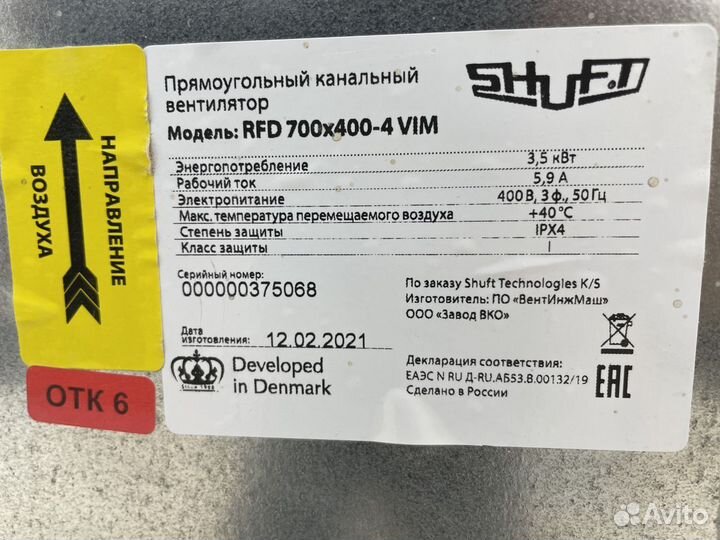 НАПРАВЛЕНИЕ
ВОЗДУХА
ОТК 6
Прямоугольный канальный
вентилятор
SHUFT
Модель: RFD 700x400-4 VIM
Энергопотребление 3,5 кВт
Рабочий ток 5,9 А
Электропитание 400 В, 3 ф., 50 Гц
Макс. температура перемещаемого воздуха +40 °C
Степень защиты IPX4
Класс защиты I
Серийный номер:
000000375068
По заказу Shuft Technologies K/S
Изготовитель: ПО «ВентИнжМаш»
ООО «Завод ВКО»
Дата
изготовления: 12.02.2021
SINCE 1988
Developed
in Denmark
Декларация соответствия:
ЕАЭС N RU Д-RU.АБ53.В.00132/19
Сделано в России
EAC
Avito